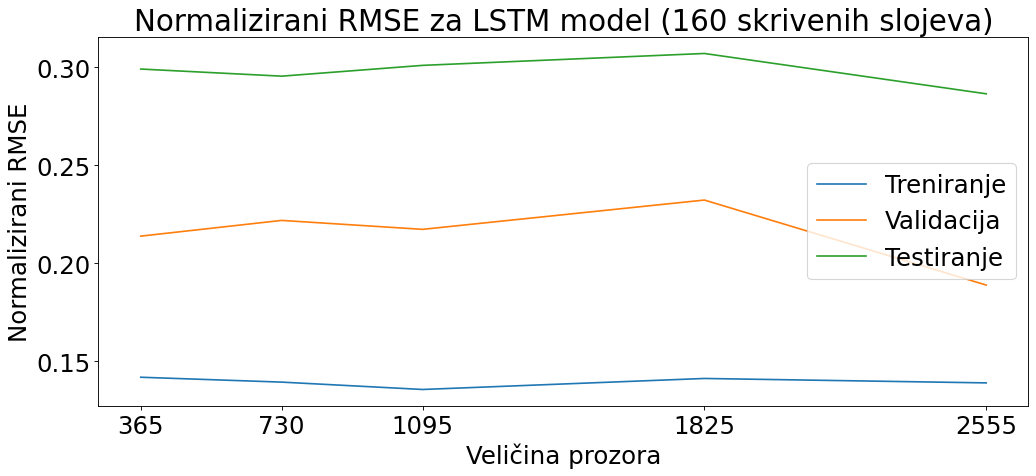 Normalizirani RMSE za LSTM model (160 skrivenih slojeva)
Normalizirani RMSE
0.30
0.25
0.20
0.15
Treniranje
Validacija
Testiranje
365 730 1095 1825 2555
Veličina prozora